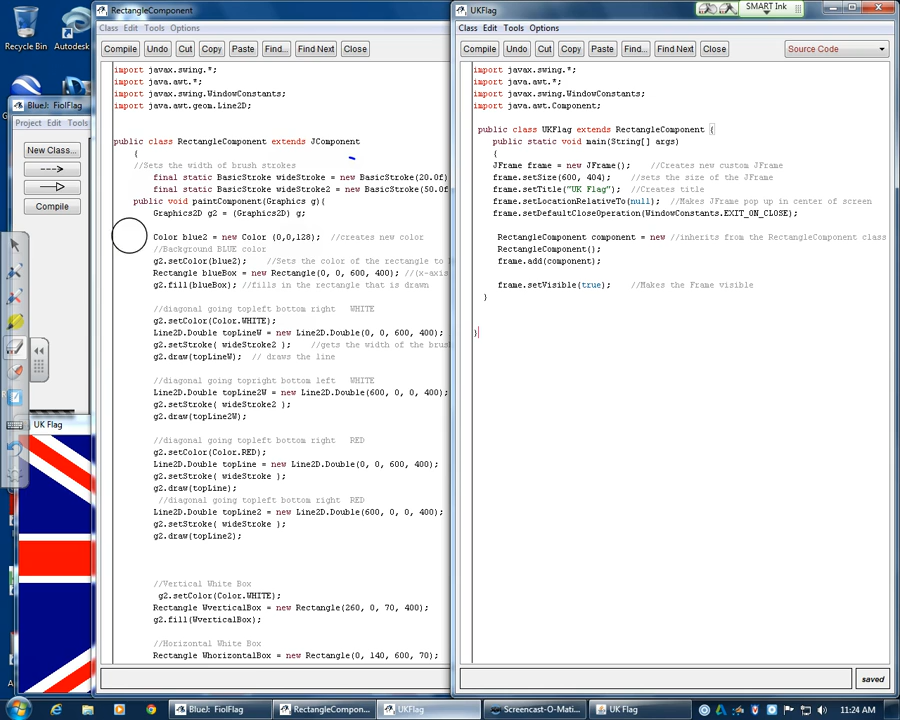 RectangleComponent
Class Edit Tools Options
Compile Undo Cut Copy Paste Find... Find Next Close
import javax.swing.*;
import java.awt.*;
import javax.swing.WindowConstants;
import java.awt.geom.Line2D;
public class RectangleComponent extends JComponent
{
//Sets the width of brush strokes
final static BasicStroke wideStroke = new BasicStroke(20.0f)
final static BasicStroke wideStroke2 = new BasicStroke(50.0f
public void paintComponent(Graphics g){
Graphics2D g2 = (Graphics2D) g;
Color blue2 = new Color (0,0,128); //creates new color
//Background BLUE color
g2.setColor(blue2); //Sets the color of the rectangle to
Rectangle blueBox = new Rectangle(0, 0, 600, 400); //(x-axis
g2.fill(blueBox); //fills in the rectangle that is drawn
//diagonal going topleft bottom right WHITE
g2.setColor(Color.WHITE);
Line2D.Double topLineW = new Line2D.Double(0, 0, 600, 400);
g2.setStroke( wideStroke2 ); //gets the width of the brus
g2.draw(topLineW); // draws the line
//diagonal going topright bottom left WHITE
Line2D.Double topLine2W = new Line2D.Double(600, 0, 0, 400);
g2.setStroke( wideStroke2 );
g2.draw(topLine2W);
//diagonal going topleft bottom right RED
g2.setColor(Color.RED);
Line2D.Double topLine = new Line2D.Double(0, 0, 600, 400);
g2.setStroke( wideStroke );
g2.draw(topLine);
//diagonal going topleft bottom right RED
Line2D.Double topLine2 = new Line2D.Double(600, 0, 0, 400);
g2.setStroke( wideStroke );
g2.draw(topLine2);
//Vertical White Box
g2.setColor(Color.WHITE);
Rectangle WverticalBox = new Rectangle(260, 0, 70, 400);
g2.fill(WverticalBox);
//Horizontal White Box
Rectangle WhorizontalBox = new Rectangle(0, 140, 600, 70);
UKFlag
SMART Ink
Class Edit Tools Options
Compile Undo Cut Copy Paste Find... Find Next Close
Source Code
import javax.swing.*;
import java.awt.*;
import javax.swing.WindowConstants;
import java.awt.Component;
public class UKFlag extends RectangleComponent {
public static void main(String[] args)
{
JFrame frame = new JFrame(); //Creates new custom JFrame
frame.setSize(600, 404); //sets the size of the JFrame
frame.setTitle("UK Flag"); //Creates title
frame.setLocationRelativeTo(null); //Makes JFrame pop up in center of screen
frame.setDefaultCloseOperation(WindowConstants.EXIT_ON_CLOSE);
RectangleComponent component = new //inherits from the RectangleComponent class
RectangleComponent();
frame.add(component);
frame.setVisible(true); //Makes the Frame visible
}
}
saved
Recycle Bin
Autodes
BlueJ: FiolFlag
Project Edit Tools
New Class...
Compile
UK Flag
BlueJ: FiolFlag
RectangleCompon...
UKFlag
Screencast-O-Mati...
UK Flag
11:24 AM